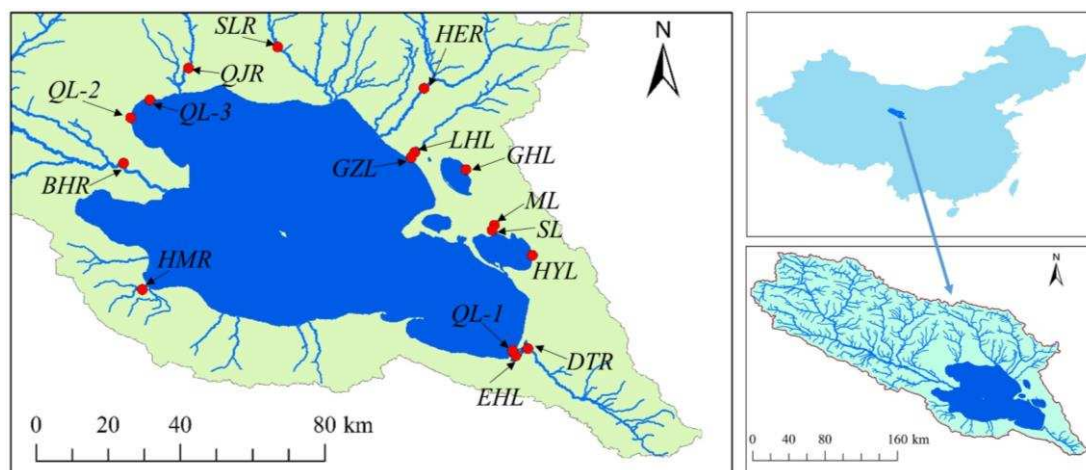 SLR
HER
N
QJR
QL-2
QL-3
LHL
GZL
GHL
BHR
ML
SL
HYL
HMR
QL-1
DTR
EHL
0 20 40 80 km
N
0 40 80 160 km